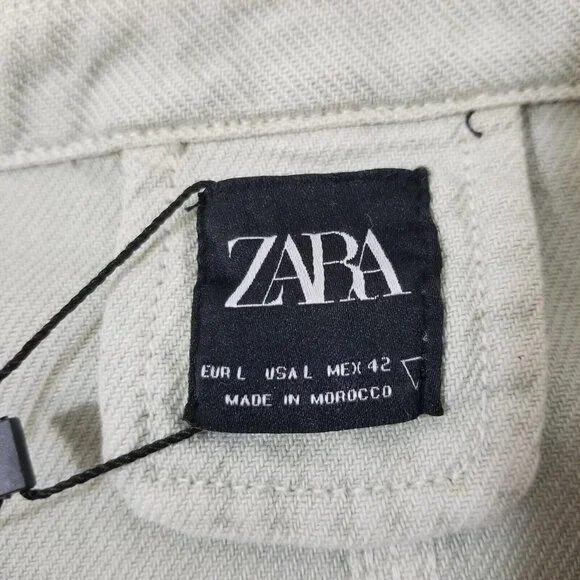 ZARA
EUR L USA L MEX 42
MADE IN MOROCCO